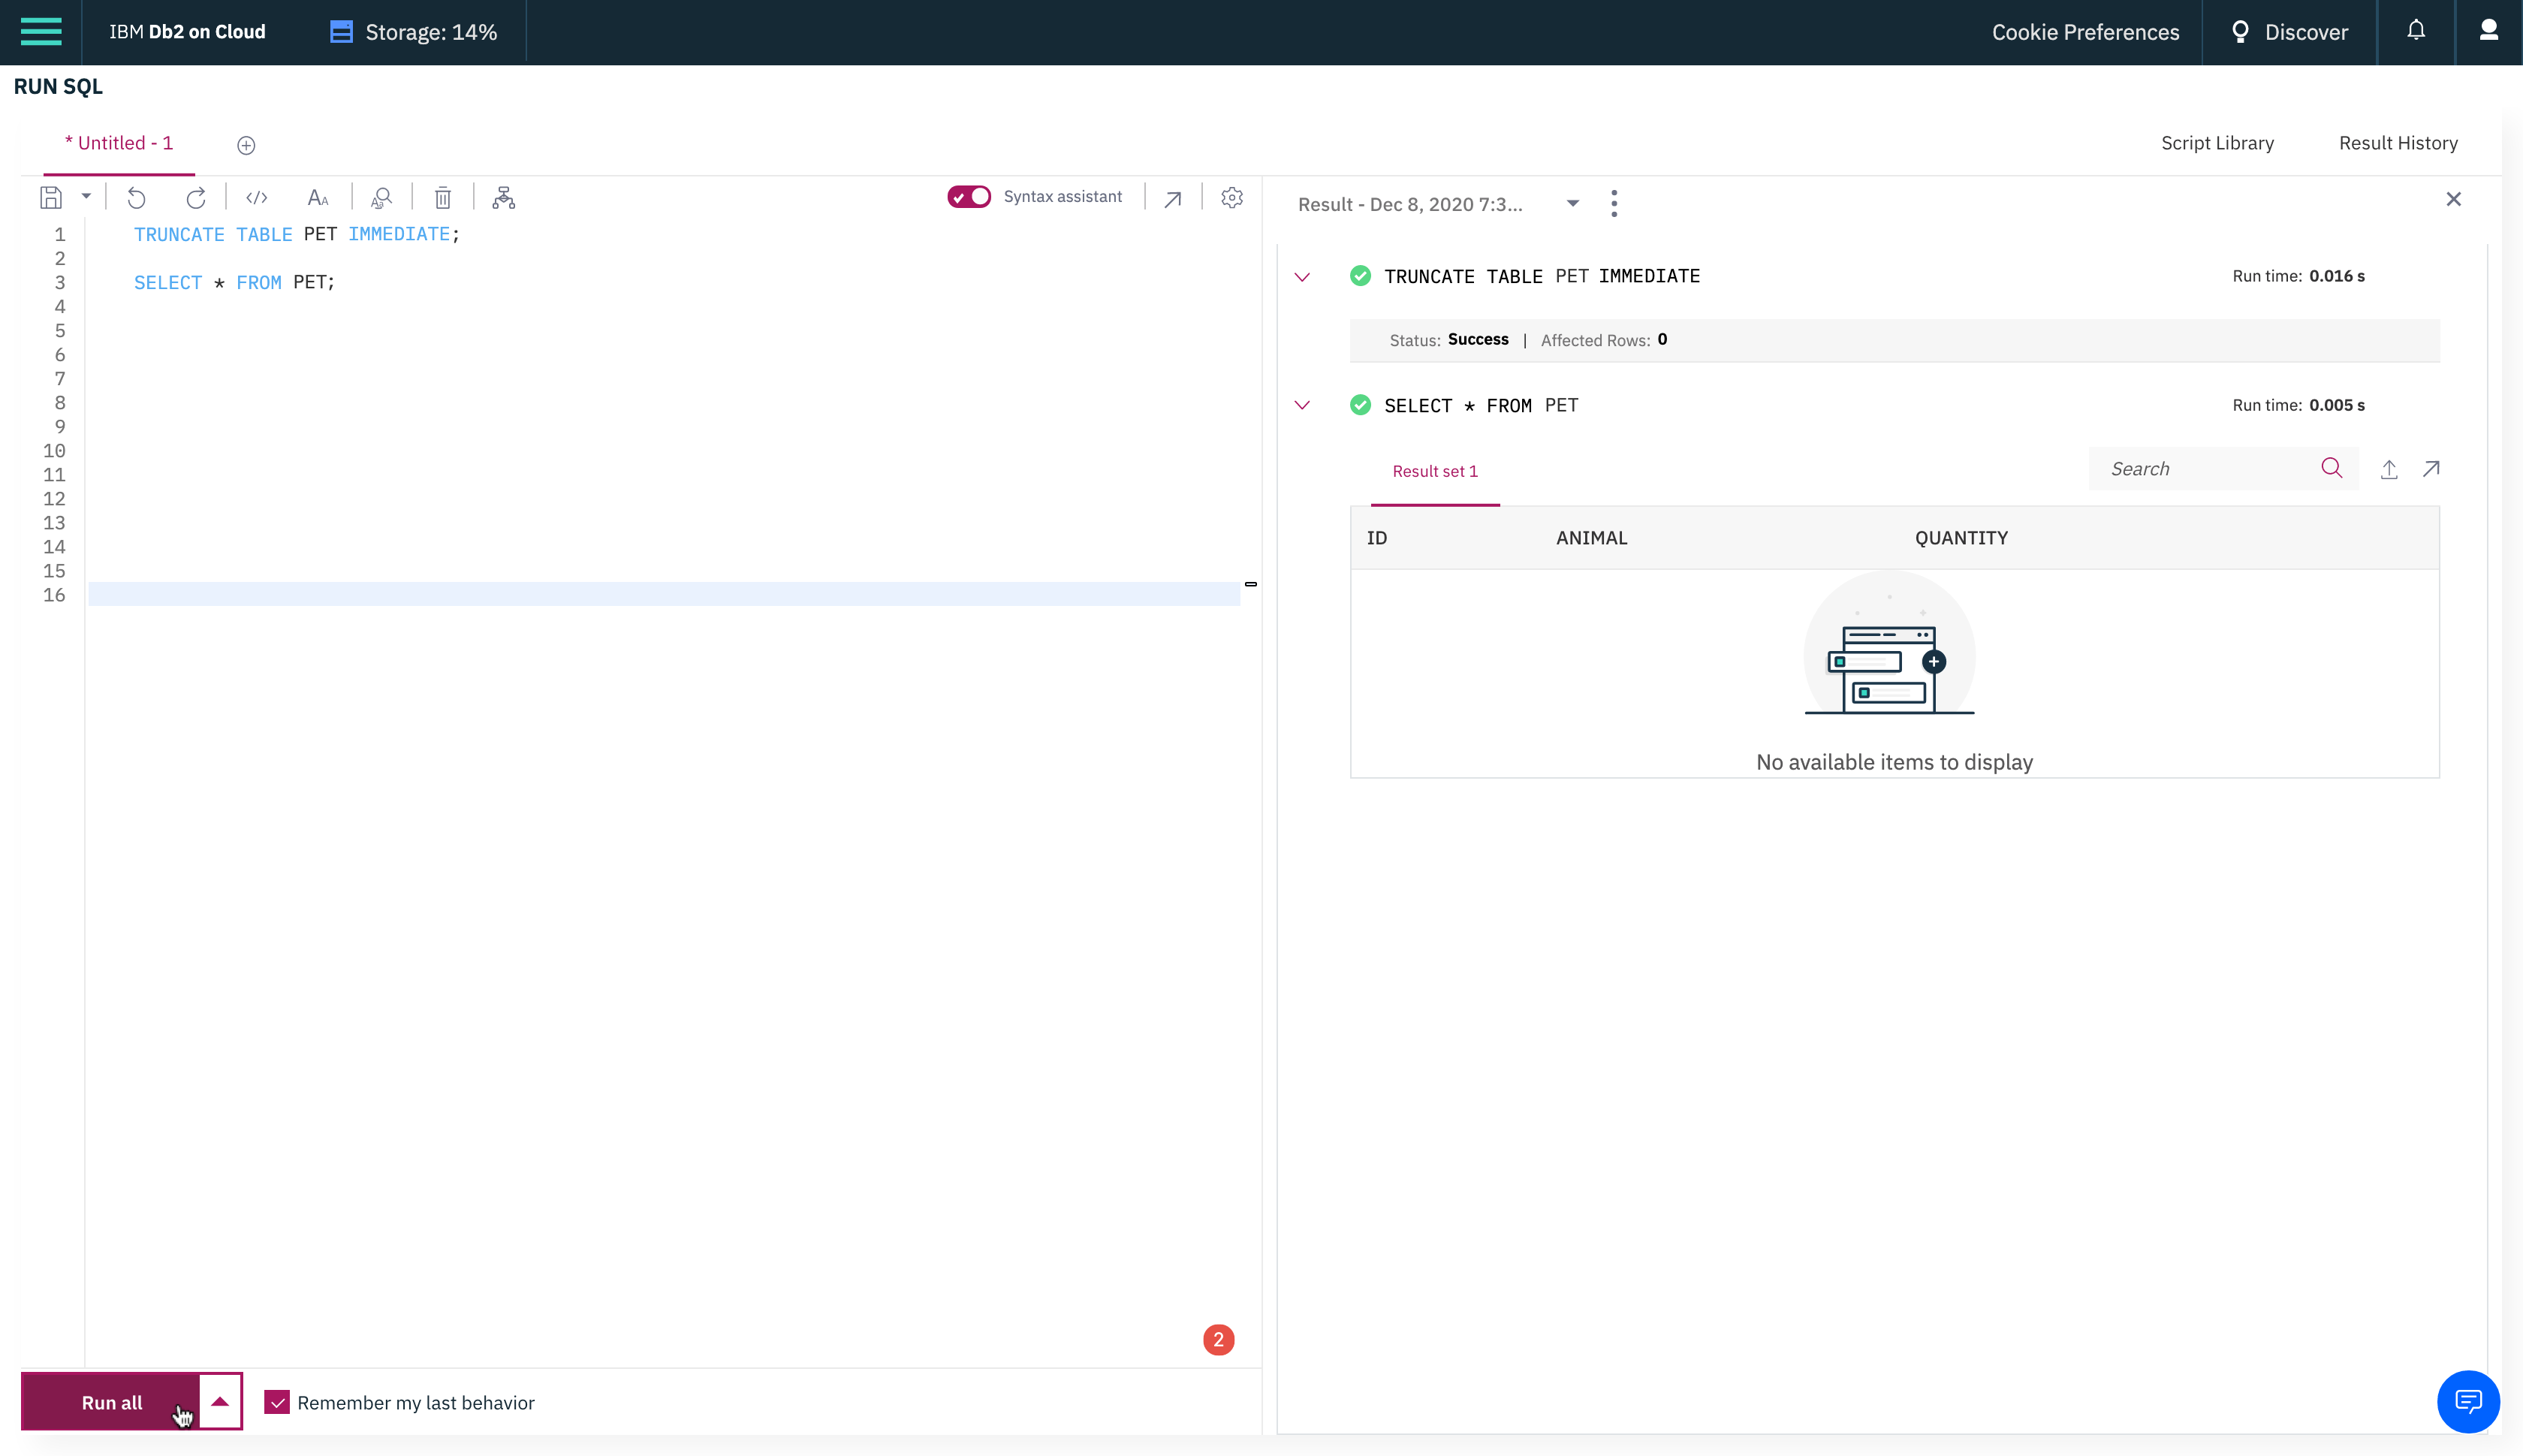 IBM Db2 on Cloud
Storage: 14%
Cookie Preferences
Discover
RUN SQL
* Untitled - 1
Script Library
Result History
Syntax assistant
Result - Dec 8, 2020 7:3...
1 TRUNCATE TABLE PET IMMEDIATE;
2
3 SELECT * FROM PET;
4
5
6
7
8
9
10
11
12
13
14
15
16
TRUNCATE TABLE PET IMMEDIATE
Run time: 0.016 s
Status: Success | Affected Rows: 0
SELECT * FROM PET
Run time: 0.005 s
Result set 1
Search
ID ANIMAL QUANTITY
No available items to display
2
Run all
Remember my last behavior